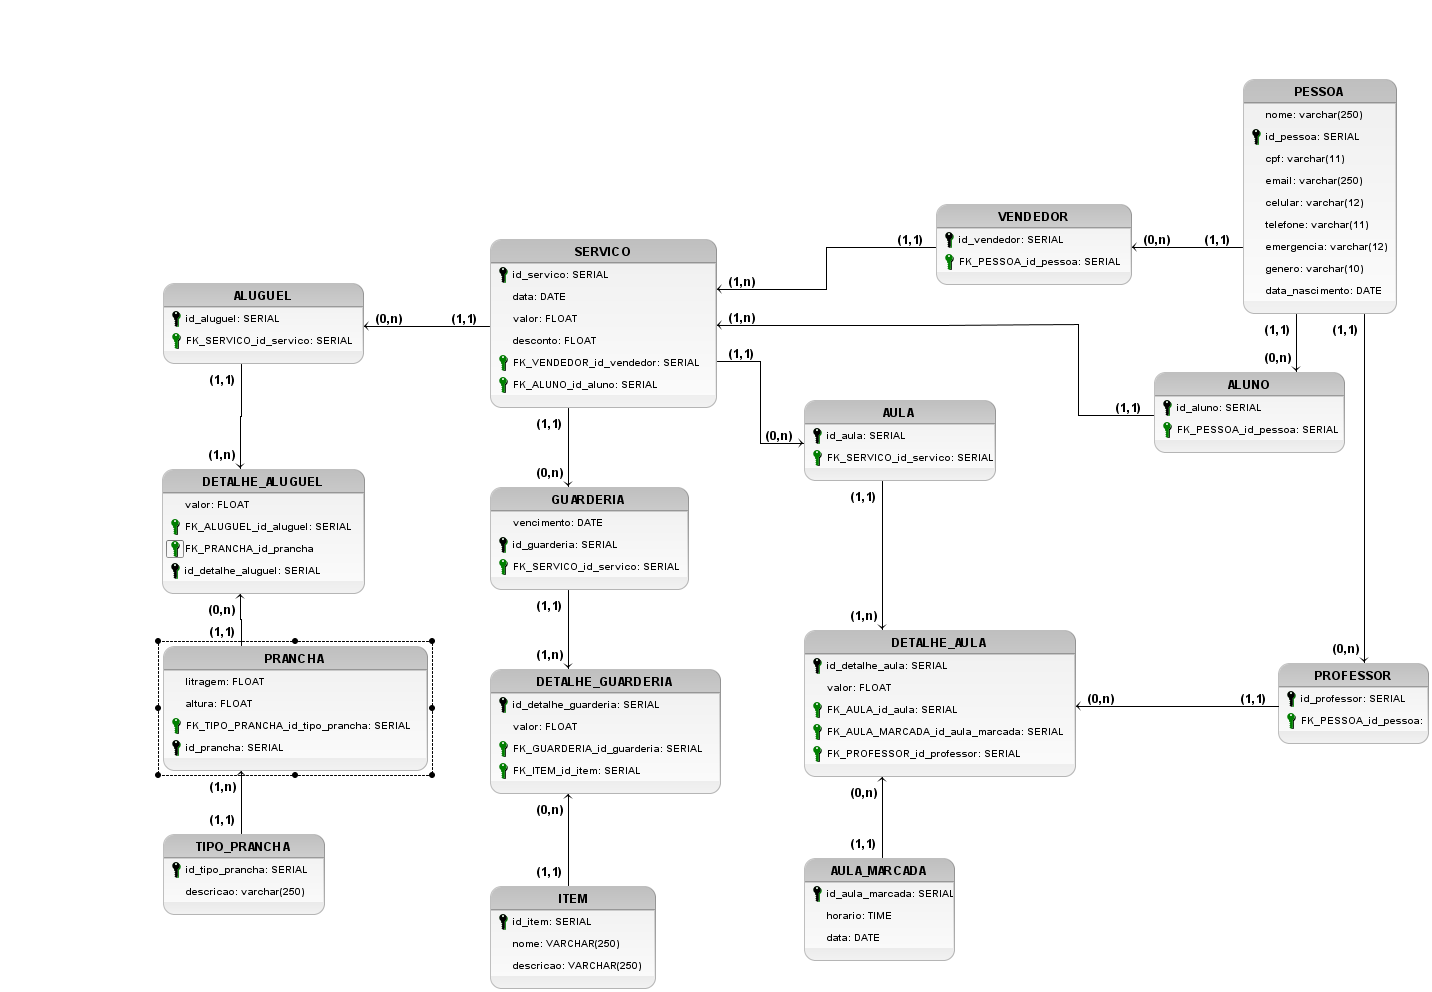 PESSOA
nome: varchar(250)
id_pessoa: SERIAL
cpf: varchar(11)
email: varchar(250)
celular: varchar(12)
telefone: varchar(11)
emergencia: varchar(12)
genero: varchar(10)
data_nascimento: DATE
VENDEDOR
id_vendedor: SERIAL
FK_PESSOA_id_pessoa: SERIAL
(1,1)
(0,n)
(1,1)
SERVICO
id_servico: SERIAL
data: DATE
valor: FLOAT
desconto: FLOAT
FK_VENDEDOR_id_vendedor: SERIAL
FK_ALUNO_id_aluno: SERIAL
(1,n)
(1,n)
(1,1)
ALUGUEL
id_aluguel: SERIAL
FK_SERVICO_id_servico: SERIAL
(0,n)
(1,1)
(1,1)
(1,1)
(0,n)
ALUNO
id_aluno: SERIAL
FK_PESSOA_id_pessoa: SERIAL
(1,1)
AULA
id_aula: SERIAL
FK_SERVICO_id_servico: SERIAL
(0,n)
(1,1)
(1,n)
(1,1)
(0,n)
DETALHE_ALUGUEL
valor: FLOAT
FK_ALUGUEL_id_aluguel: SERIAL
FK_PRANCHA_id_prancha
id_detalhe_aluguel: SERIAL
GUARDERIA
vencimento: DATE
id_guarderia: SERIAL
FK_SERVICO_id_servico: SERIAL
(1,1)
(0,n)
(1,1)
(1,1)
(1,n)
(1,n)
(0,n)
PRANCHA
litragem: FLOAT
altura: FLOAT
FK_TIPO_PRANCHA_id_tipo_prancha: SERIAL
id_prancha: SERIAL
DETALHE_GUARDERIA
id_detalhe_guarderia: SERIAL
valor: FLOAT
FK_GUARDERIA_id_guarderia: SERIAL
FK_ITEM_id_item: SERIAL
DETALHE_AULA
id_detalhe_aula: SERIAL
valor: FLOAT
FK_AULA_id_aula: SERIAL
FK_AULA_MARCADA_id_aula_marcada: SERIAL
FK_PROFESSOR_id_professor: SERIAL
(0,n)
(1,1)
PROFESSOR
id_professor: SERIAL
FK_PESSOA_id_pessoa:
(1,n)
(1,1)
(0,n)
(1,1)
(0,n)
(1,1)
TIPO_PRANCHA
id_tipo_prancha: SERIAL
descricao: varchar(250)
ITEM
id_item: SERIAL
nome: VARCHAR(250)
descricao: VARCHAR(250)
AULA_MARCADA
id_aula_marcada: SERIAL
horario: TIME
data: DATE